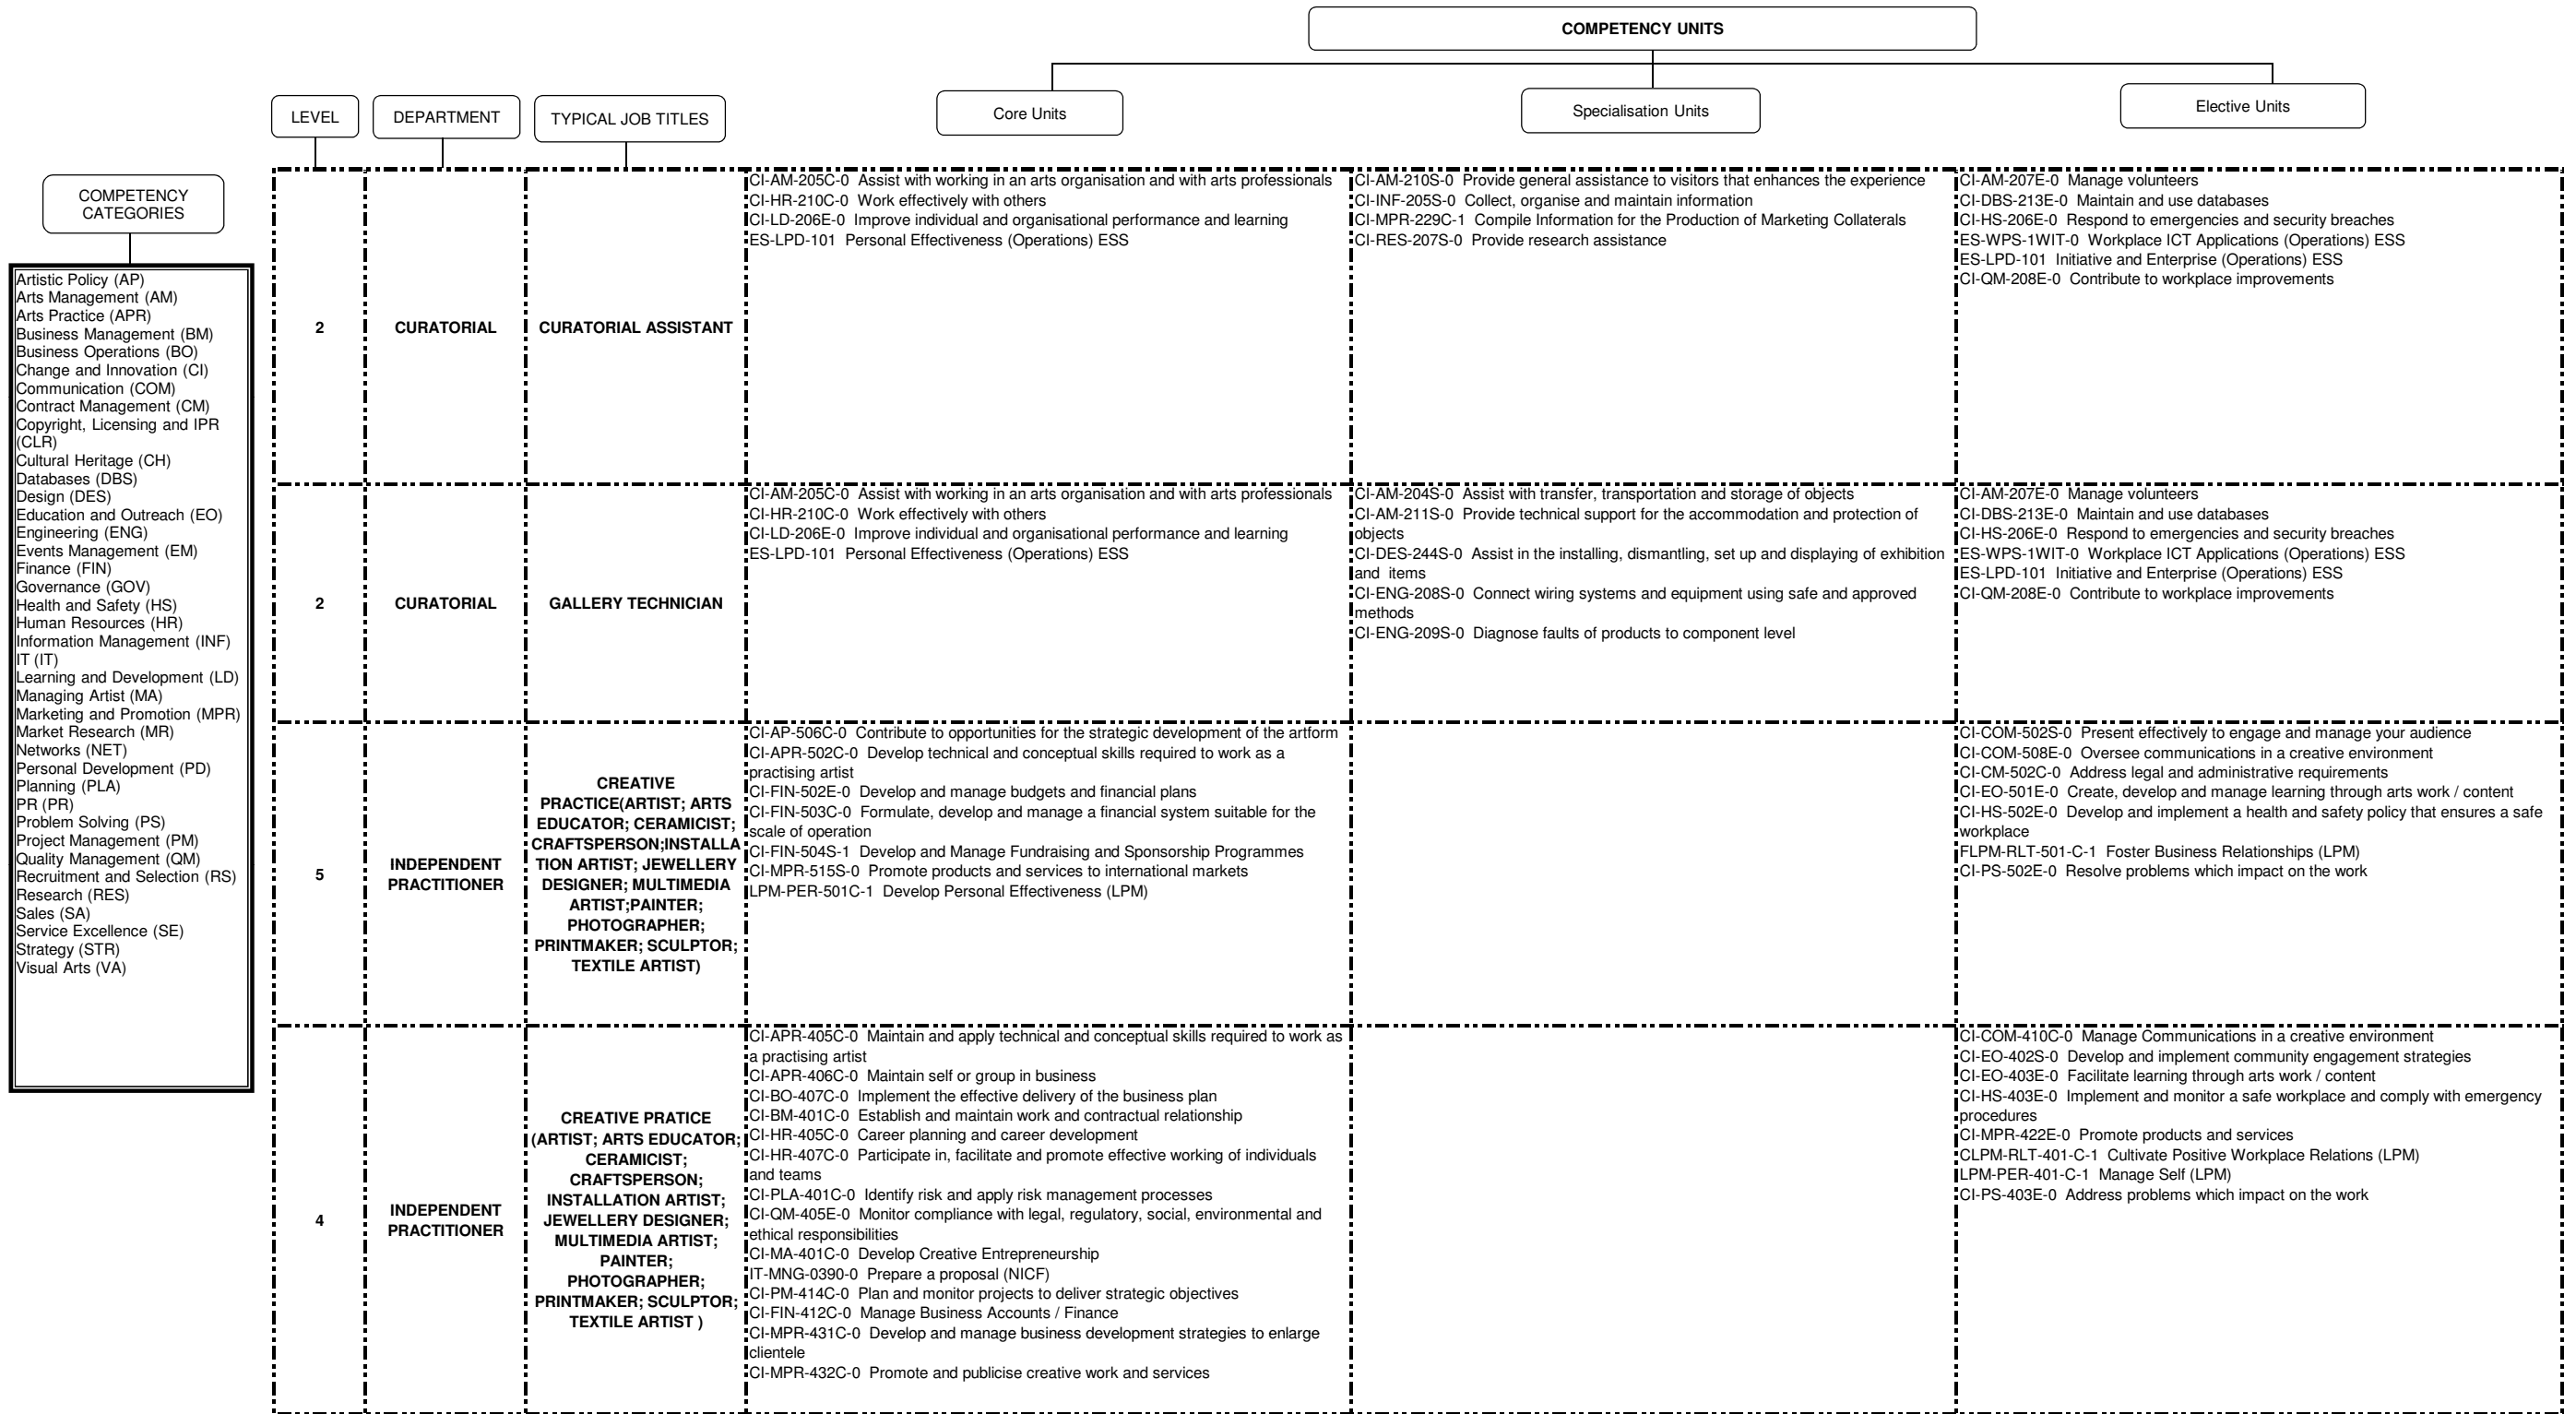 COMPETENCY UNITS
LEVEL
DEPARTMENT
TYPICAL JOB TITLES
Core Units
Specialisation Units
Elective Units
COMPETENCY
CATEGORIES
Artistic Policy (AP)
Arts Management (AM)
Arts Practice (APR)
Business Management (BM)
Business Operations (BO)
Change and Innovation (CI)
Communication (COM)
Contract Management (CM)
Copyright, Licensing and IPR
(CLR)
Cultural Heritage (CH)
Databases (DBS)
Design (DES)
Education and Outreach (EO)
Engineering (ENG)
Events Management (EM)
Finance (FIN)
Governance (GOV)
Health and Safety (HS)
Human Resources (HR)
Information Management (INF)
IT (IT)
Learning and Development (LD)
Managing Artist (MA)
Marketing and Promotion (MPR)
Market Research (MR)
Networks (NET)
Personal Development (PD)
Planning (PLA)
PR (PR)
Problem Solving (PS)
Project Management (PM)
Quality Management (QM)
Recruitment and Selection (RS)
Research (RES)
Sales (SA)
Service Excellence (SE)
Strategy (STR)
Visual Arts (VA)
2
CURATORIAL
CURATORIAL ASSISTANT
CI-AM-205C-0 Assist with working in an arts organisation and with arts professionals
CI-HR-210C-0 Work effectively with others
CI-LD-206E-0 Improve individual and organisational performance and learning
ES-LPD-101 Personal Effectiveness (Operations) ESS
CI-AM-210S-0 Provide general assistance to visitors that enhances the experience
CI-INF-205S-0 Collect, organise and maintain information
CI-MPR-229C-1 Compile Information for the Production of Marketing Collaterals
CI-RES-207S-0 Provide research assistance
CI-AM-207E-0 Manage volunteers
CI-DBS-213E-0 Maintain and use databases
CI-HS-206E-0 Respond to emergencies and security breaches
ES-WPS-1WIT-0 Workplace ICT Applications (Operations) ESS
ES-LPD-101 Initiative and Enterprise (Operations) ESS
CI-QM-208E-0 Contribute to workplace improvements
2
CURATORIAL
GALLERY TECHNICIAN
CI-AM-205C-0 Assist with working in an arts organisation and with arts professionals
CI-HR-210C-0 Work effectively with others
CI-LD-206E-0 Improve individual and organisational performance and learning
ES-LPD-101 Personal Effectiveness (Operations) ESS
CI-AM-204S-0 Assist with transfer, transportation and storage of objects
CI-AM-211S-0 Provide technical support for the accommodation and protection of
objects
CI-DES-244S-0 Assist in the installing, dismantling, set up and displaying of exhibition
and items
CI-ENG-208S-0 Connect wiring systems and equipment using safe and approved
methods
CI-ENG-209S-0 Diagnose faults of products to component level
CI-AM-207E-0 Manage volunteers
CI-DBS-213E-0 Maintain and use databases
CI-HS-206E-0 Respond to emergencies and security breaches
ES-WPS-1WIT-0 Workplace ICT Applications (Operations) ESS
ES-LPD-101 Initiative and Enterprise (Operations) ESS
CI-QM-208E-0 Contribute to workplace improvements
5
INDEPENDENT
PRACTITIONER
CREATIVE
PRACTICE(ARTIST; ARTS
EDUCATOR; CERAMICIST;
CRAFTSPERSON;INSTALLA
TION ARTIST; JEWELLERY
DESIGNER; MULTIMEDIA
ARTIST;PAINTER;
PHOTOGRAPHER;
PRINTMAKER; SCULPTOR;
TEXTILE ARTIST)
CI-AP-506C-0 Contribute to opportunities for the strategic development of the artform
CI-APR-502C-0 Develop technical and conceptual skills required to work as a
practising artist
CI-FIN-502E-0 Develop and manage budgets and financial plans
CI-FIN-503C-0 Formulate, develop and manage a financial system suitable for the
scale of operation
CI-FIN-504S-1 Develop and Manage Fundraising and Sponsorship Programmes
CI-MPR-515S-0 Promote products and services to international markets
LPM-PER-501C-1 Develop Personal Effectiveness (LPM)
CI-COM-502S-0 Present effectively to engage and manage your audience
CI-COM-508E-0 Oversee communications in a creative environment
CI-CM-502C-0 Address legal and administrative requirements
CI-EO-501E-0 Create, develop and manage learning through arts work / content
CI-HS-502E-0 Develop and implement a health and safety policy that ensures a safe
workplace
FLPM-RLT-501-C-1 Foster Business Relationships (LPM)
CI-PS-502E-0 Resolve problems which impact on the work
4
INDEPENDENT
PRACTITIONER
CREATIVE PRATICE
(ARTIST; ARTS EDUCATOR;
CERAMICIST;
CRAFTSPERSON;
INSTALLATION ARTIST;
JEWELLERY DESIGNER;
MULTIMEDIA ARTIST;
PAINTER;
PHOTOGRAPHER;
PRINTMAKER; SCULPTOR;
TEXTILE ARTIST )
CI-APR-405C-0 Maintain and apply technical and conceptual skills required to work as
a practising artist
CI-APR-406C-0 Maintain self or group in business
CI-BO-407C-0 Implement the effective delivery of the business plan
CI-BM-401C-0 Establish and maintain work and contractual relationship
CI-HR-405C-0 Career planning and career development
CI-HR-407C-0 Participate in, facilitate and promote effective working of individuals
and teams
CI-PLA-401C-0 Identify risk and apply risk management processes
CI-QM-405E-0 Monitor compliance with legal, regulatory, social, environmental and
ethical responsibilities
CI-MA-401C-0 Develop Creative Entrepreneurship
IT-MNG-0390-0 Prepare a proposal (NICF)
CI-PM-414C-0 Plan and monitor projects to deliver strategic objectives
CI-FIN-412C-0 Manage Business Accounts / Finance
CI-MPR-431C-0 Develop and manage business development strategies to enlarge
clientele
CI-MPR-432C-0 Promote and publicise creative work and services
CI-COM-410C-0 Manage Communications in a creative environment
CI-EO-402S-0 Develop and implement community engagement strategies
CI-EO-403E-0 Facilitate learning through arts work / content
CI-HS-403E-0 Implement and monitor a safe workplace and comply with emergency
procedures
CI-MPR-422E-0 Promote products and services
CLPM-RLT-401-C-1 Cultivate Positive Workplace Relations (LPM)
LPM-PER-401-C-1 Manage Self (LPM)
CI-PS-403E-0 Address problems which impact on the work